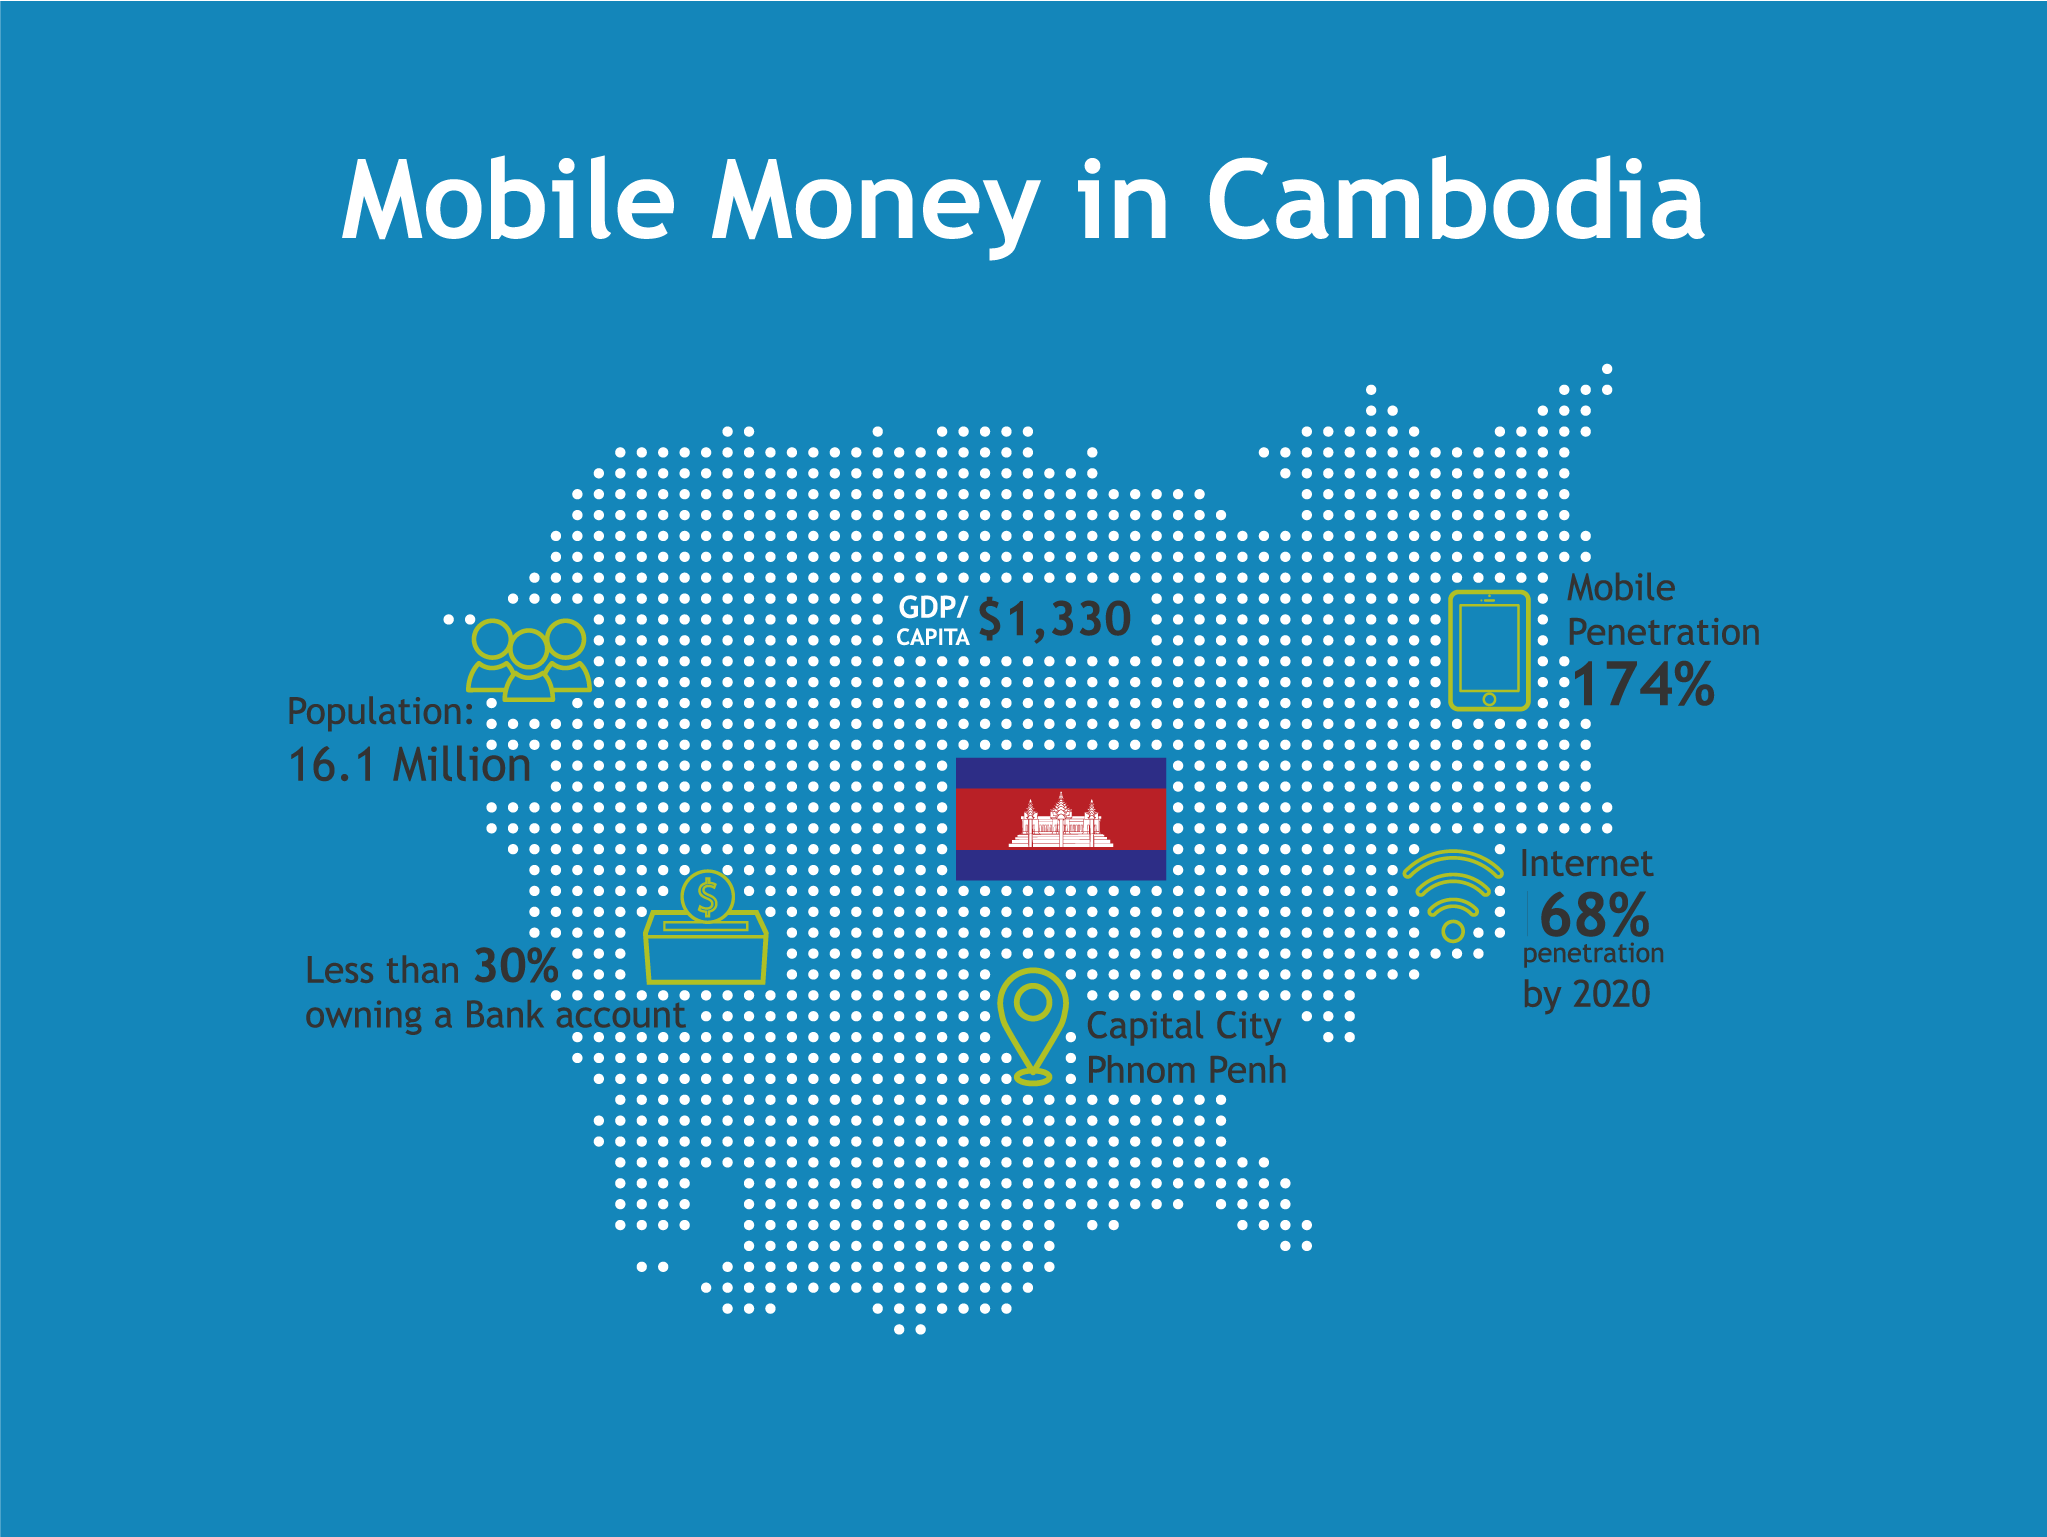 Mobile Money in Cambodia
GDP/
CAPITA
$1,330
Mobile
Penetration
174%
Population:
16.1 Million
Internet
68%
penetration
by 2020
Less than 30%
owning a Bank account
Capital City
Phnom Penh
$